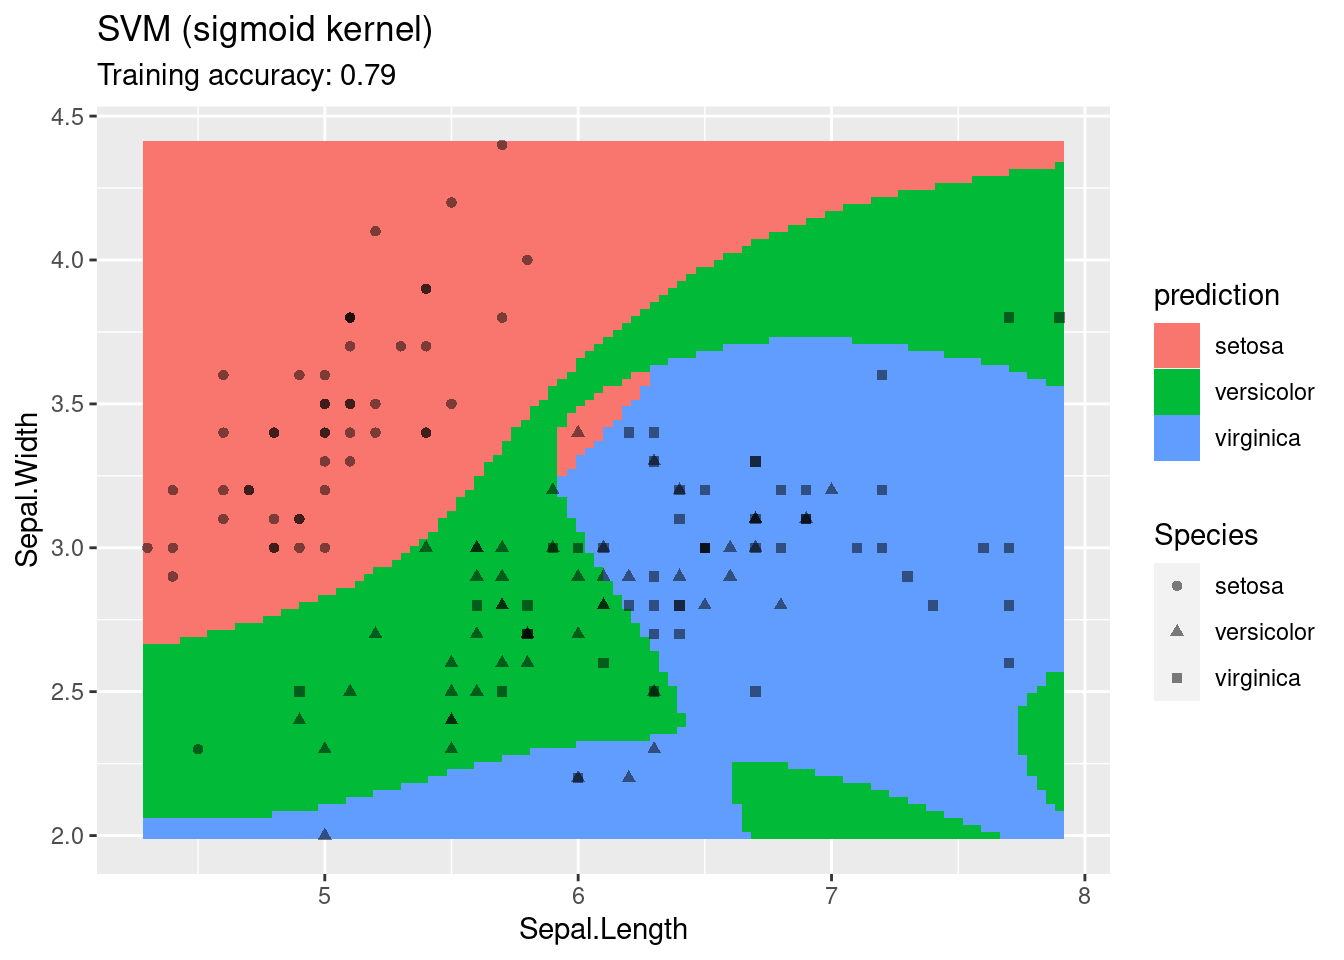 SVM (sigmoid kernel)
Training accuracy: 0.79
4.5
4.0
3.5
3.0
2.5
2.0
Sepal.Width
5
6
7
8
Sepal.Length
prediction
setosa
versicolor
virginica
Species
setosa
versicolor
virginica